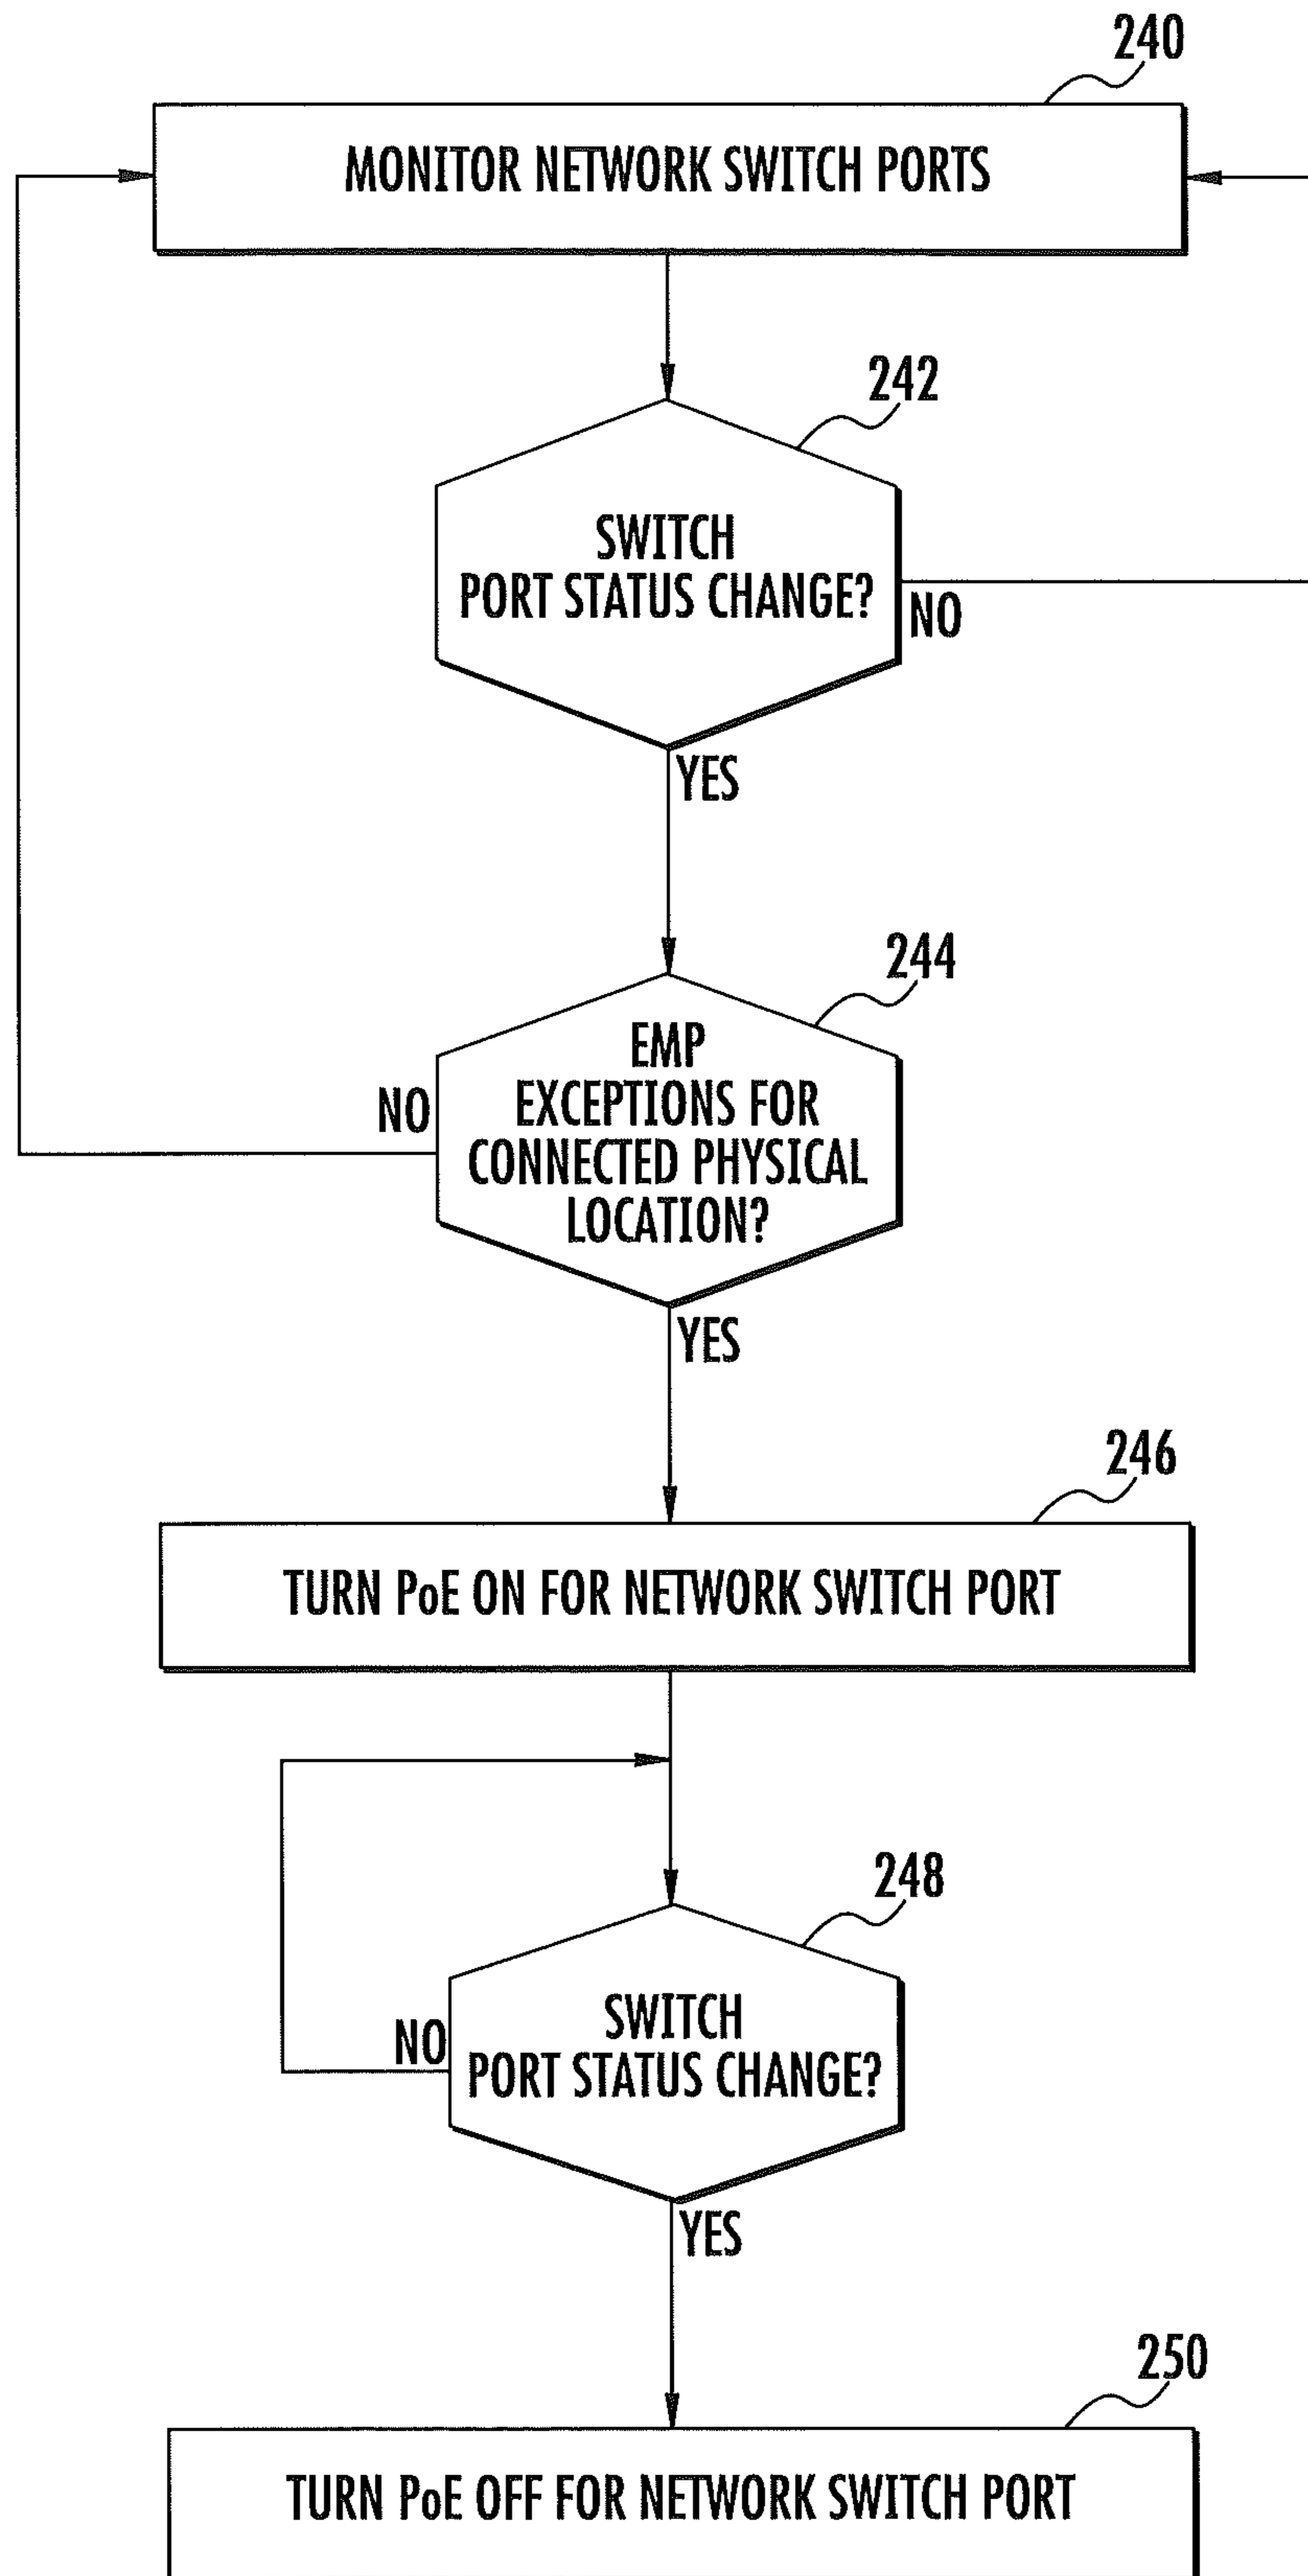 240
MONITOR NETWORK SWITCH PORTS
242
SWITCH
PORT STATUS CHANGE?
NO
YES
244
EMP
EXCEPTIONS FOR
CONNECTED PHYSICAL
LOCATION?
NO
YES
246
TURN PoE ON FOR NETWORK SWITCH PORT
248
SWITCH
PORT STATUS CHANGE?
NO
YES
250
TURN PoE OFF FOR NETWORK SWITCH PORT